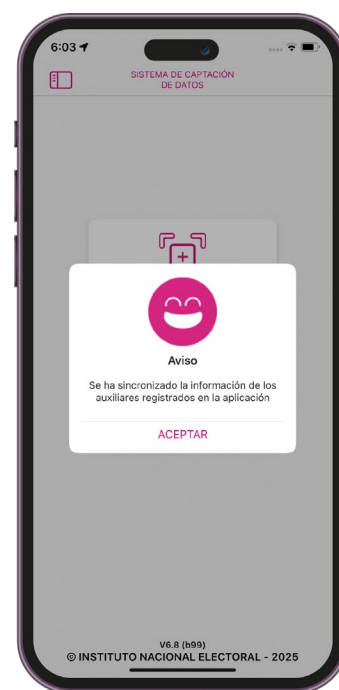 6:03
SISTEMA DE CAPTACIÓN
DE DATOS
Aviso
Se ha sincronizado la información de los
auxiliares registrados en la aplicación
ACEPTAR
V6.8 (b99)
© INSTITUTO NACIONAL ELECTORAL - 2025